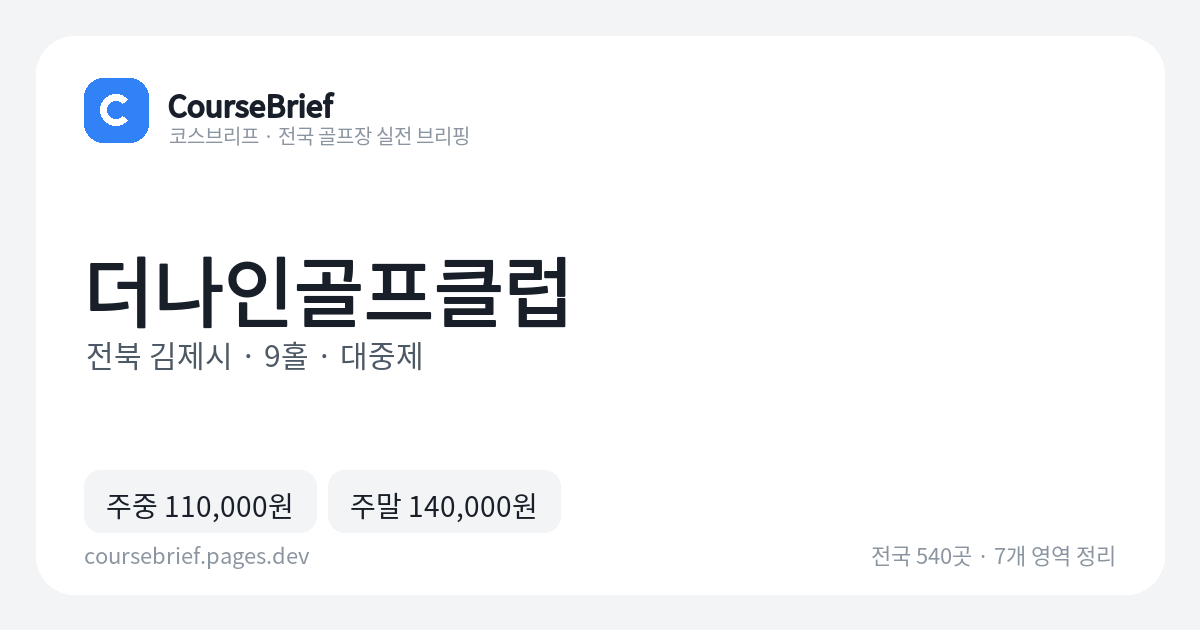 C
CourseBrief
코스브리프 · 전국 골프장 실전 브리핑
더나인골프클럽
전북 김제시 · 9홀 · 대중제
주중 110,000원
주말 140,000원
coursebrief.pages.dev
전국 540곳 · 7개 영역 정리